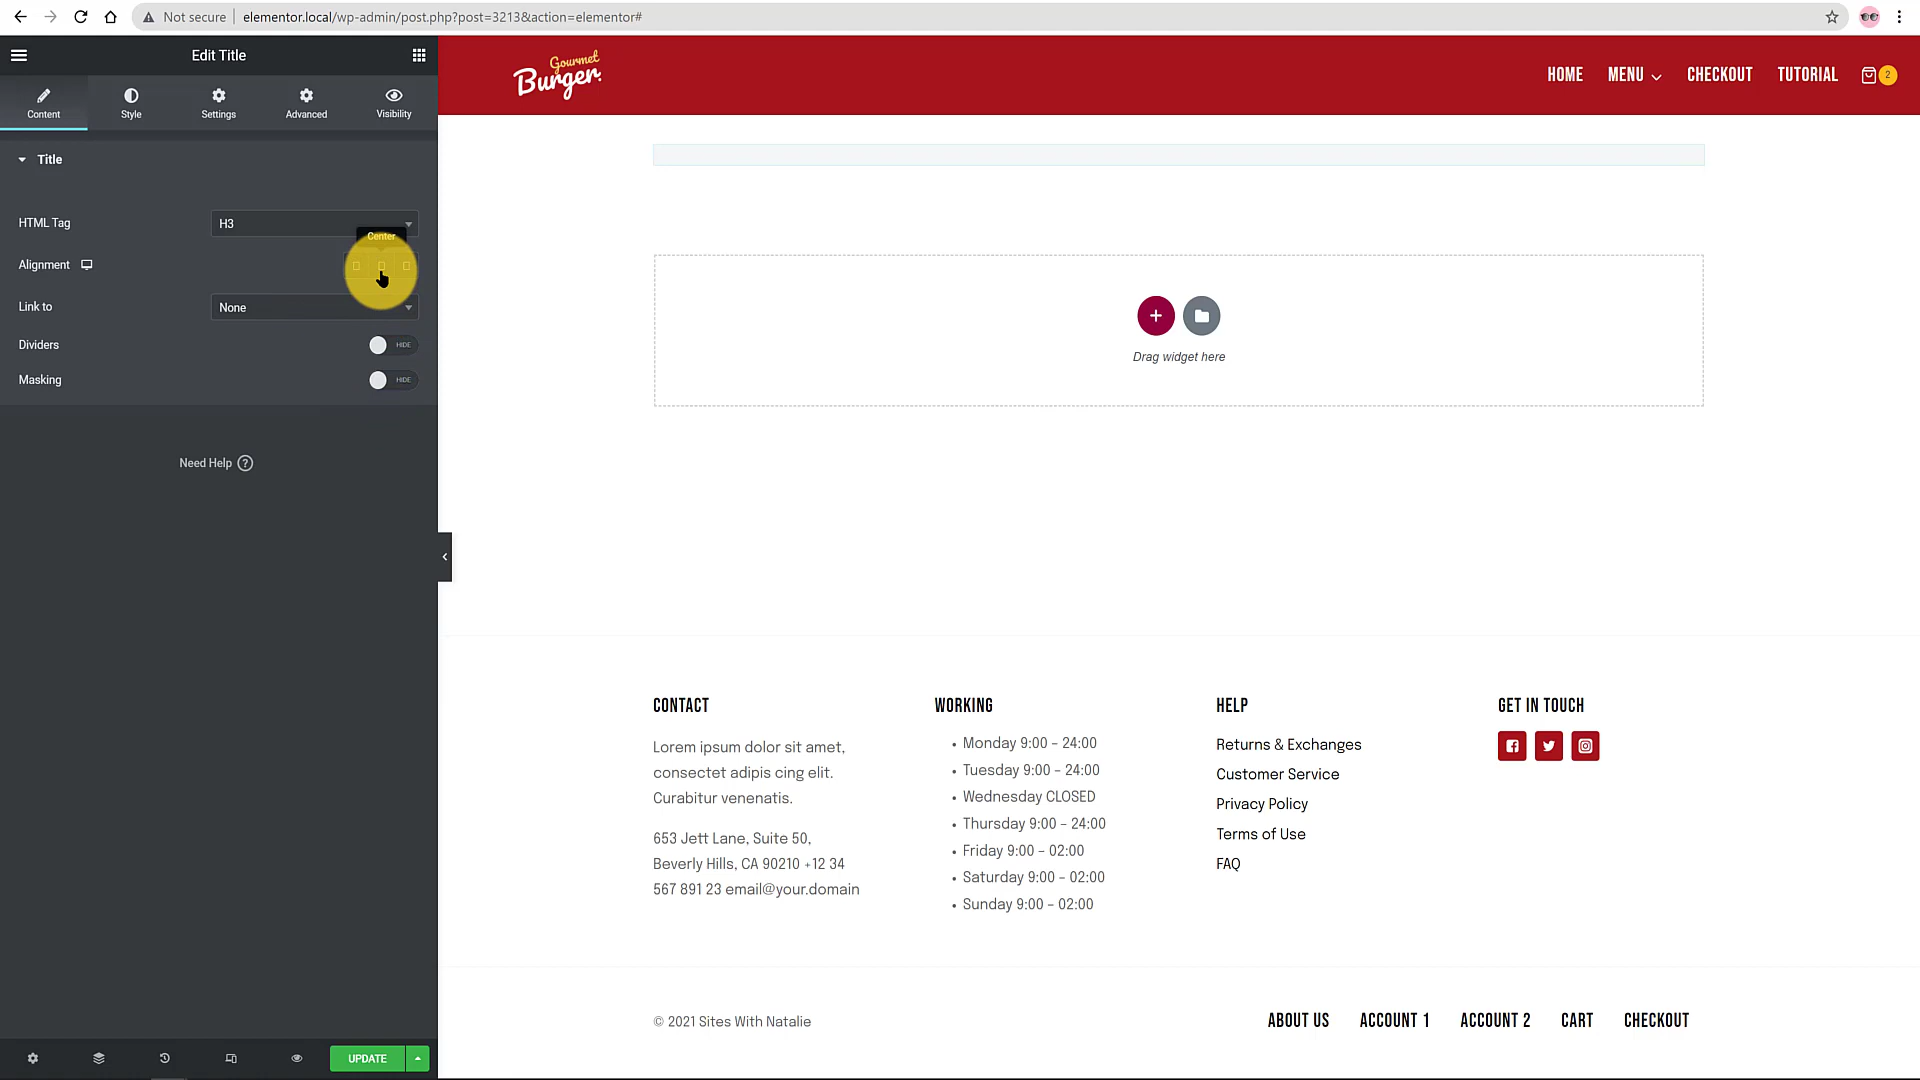 Not secure
elementor.local/wp-admin/post.php?post=3213&action=elementor#
Edit Title
Content
Style
Settings
Advanced
Visibility
Title
HTML Tag
H3
Center
Alignment
Link to
None
Dividers
HIDE
Masking
HIDE
Need Help ?
UPDATE
Gourmet
Burger.
HOME
MENU
CHECKOUT
TUTORIAL
2
Drag widget here
CONTACT
Lorem ipsum dolor sit amet,
consectetur adipis cing elit.
Curabitur venenatis.
653 Jett Lane, Suite 50,
Beverly Hills, CA 90210 +12 34
567 891 23 email@your.domain
WORKING
• Monday 9:00 – 24:00
• Tuesday 9:00 – 24:00
• Wednesday CLOSED
• Thursday 9:00 – 24:00
• Friday 9:00 – 02:00
• Saturday 9:00 – 02:00
• Sunday 9:00 – 02:00
HELP
Returns & Exchanges
Customer Service
Privacy Policy
Terms of Use
FAQ
GET IN TOUCH
© 2021 Sites With Natalie
ABOUT US
ACCOUNT 1
ACCOUNT 2
CART
CHECKOUT